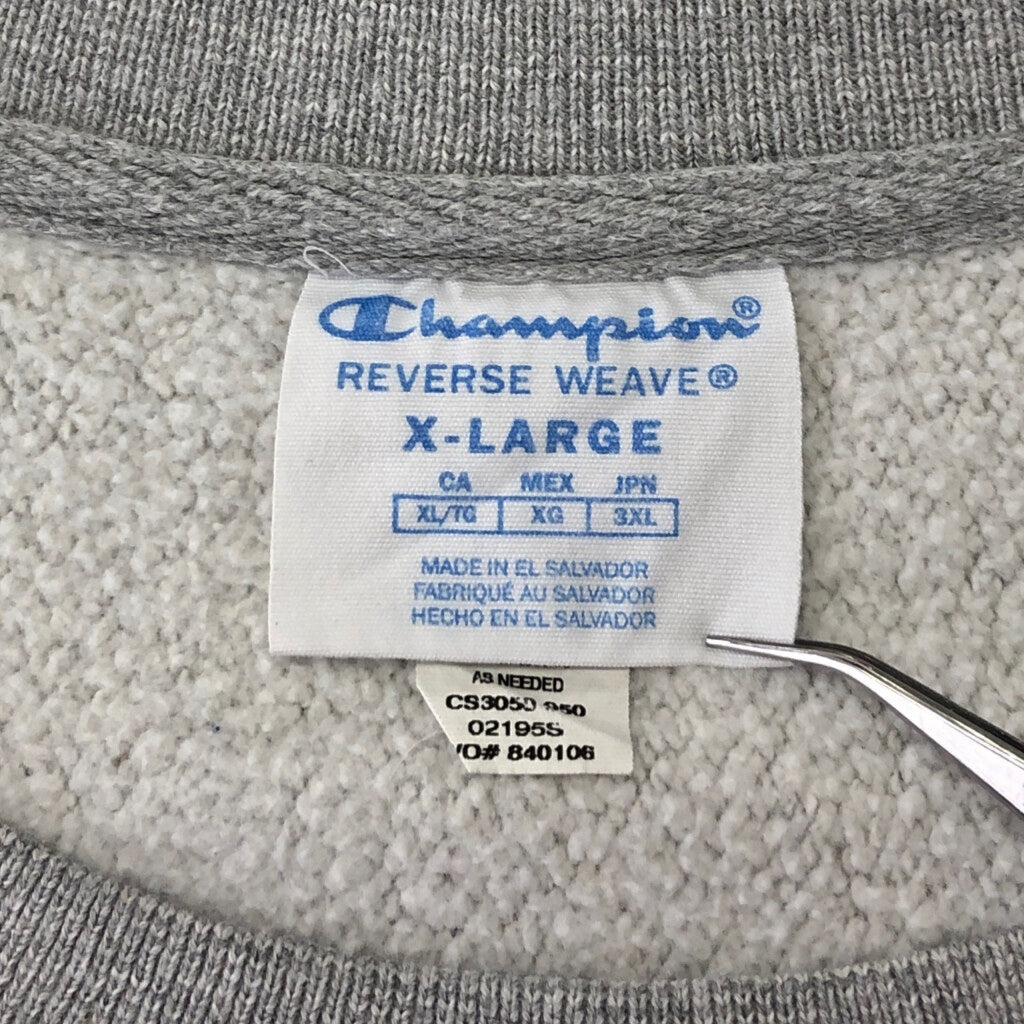 Champion®
REVERSE WEAVE®
X-LARGE
CA MEX JPN
XL/TG XG 3XL
MADE IN EL SALVADOR
FABRIQUÉ AU SALVADOR
HECHO EN EL SALVADOR
AS NEEDED
02195S
840106